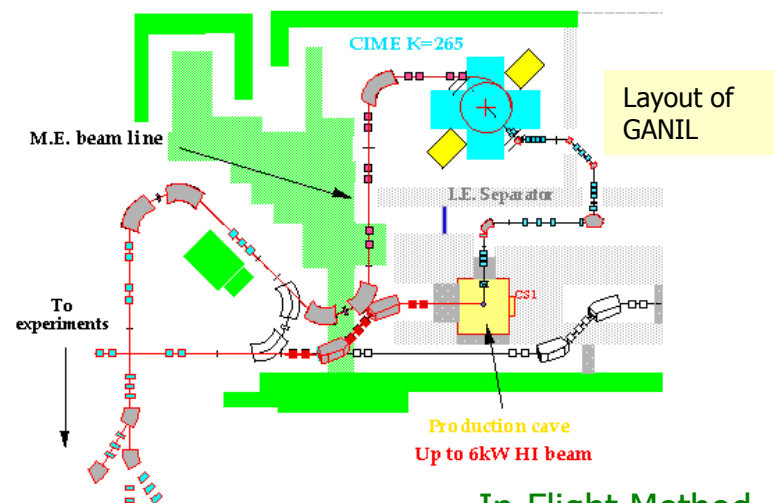 CIME K=265
Layout of
GANIL
M.E. beam line
I.E. Separator
CS1
To
experiments
Production cave
Up to 6kW HI beam
In Flight Method